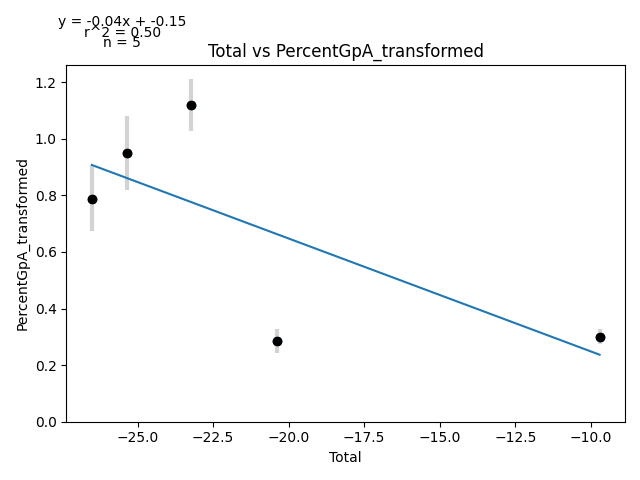 y = -0.04x + -0.15
r^2 = 0.50
n = 5
Total vs PercentGpA_transformed
PercentGpA_transformed
1.2
1.0
0.8
0.6
0.4
0.2
0.0
−25.0 −22.5 −20.0 −17.5 −15.0 −12.5 −10.0
Total